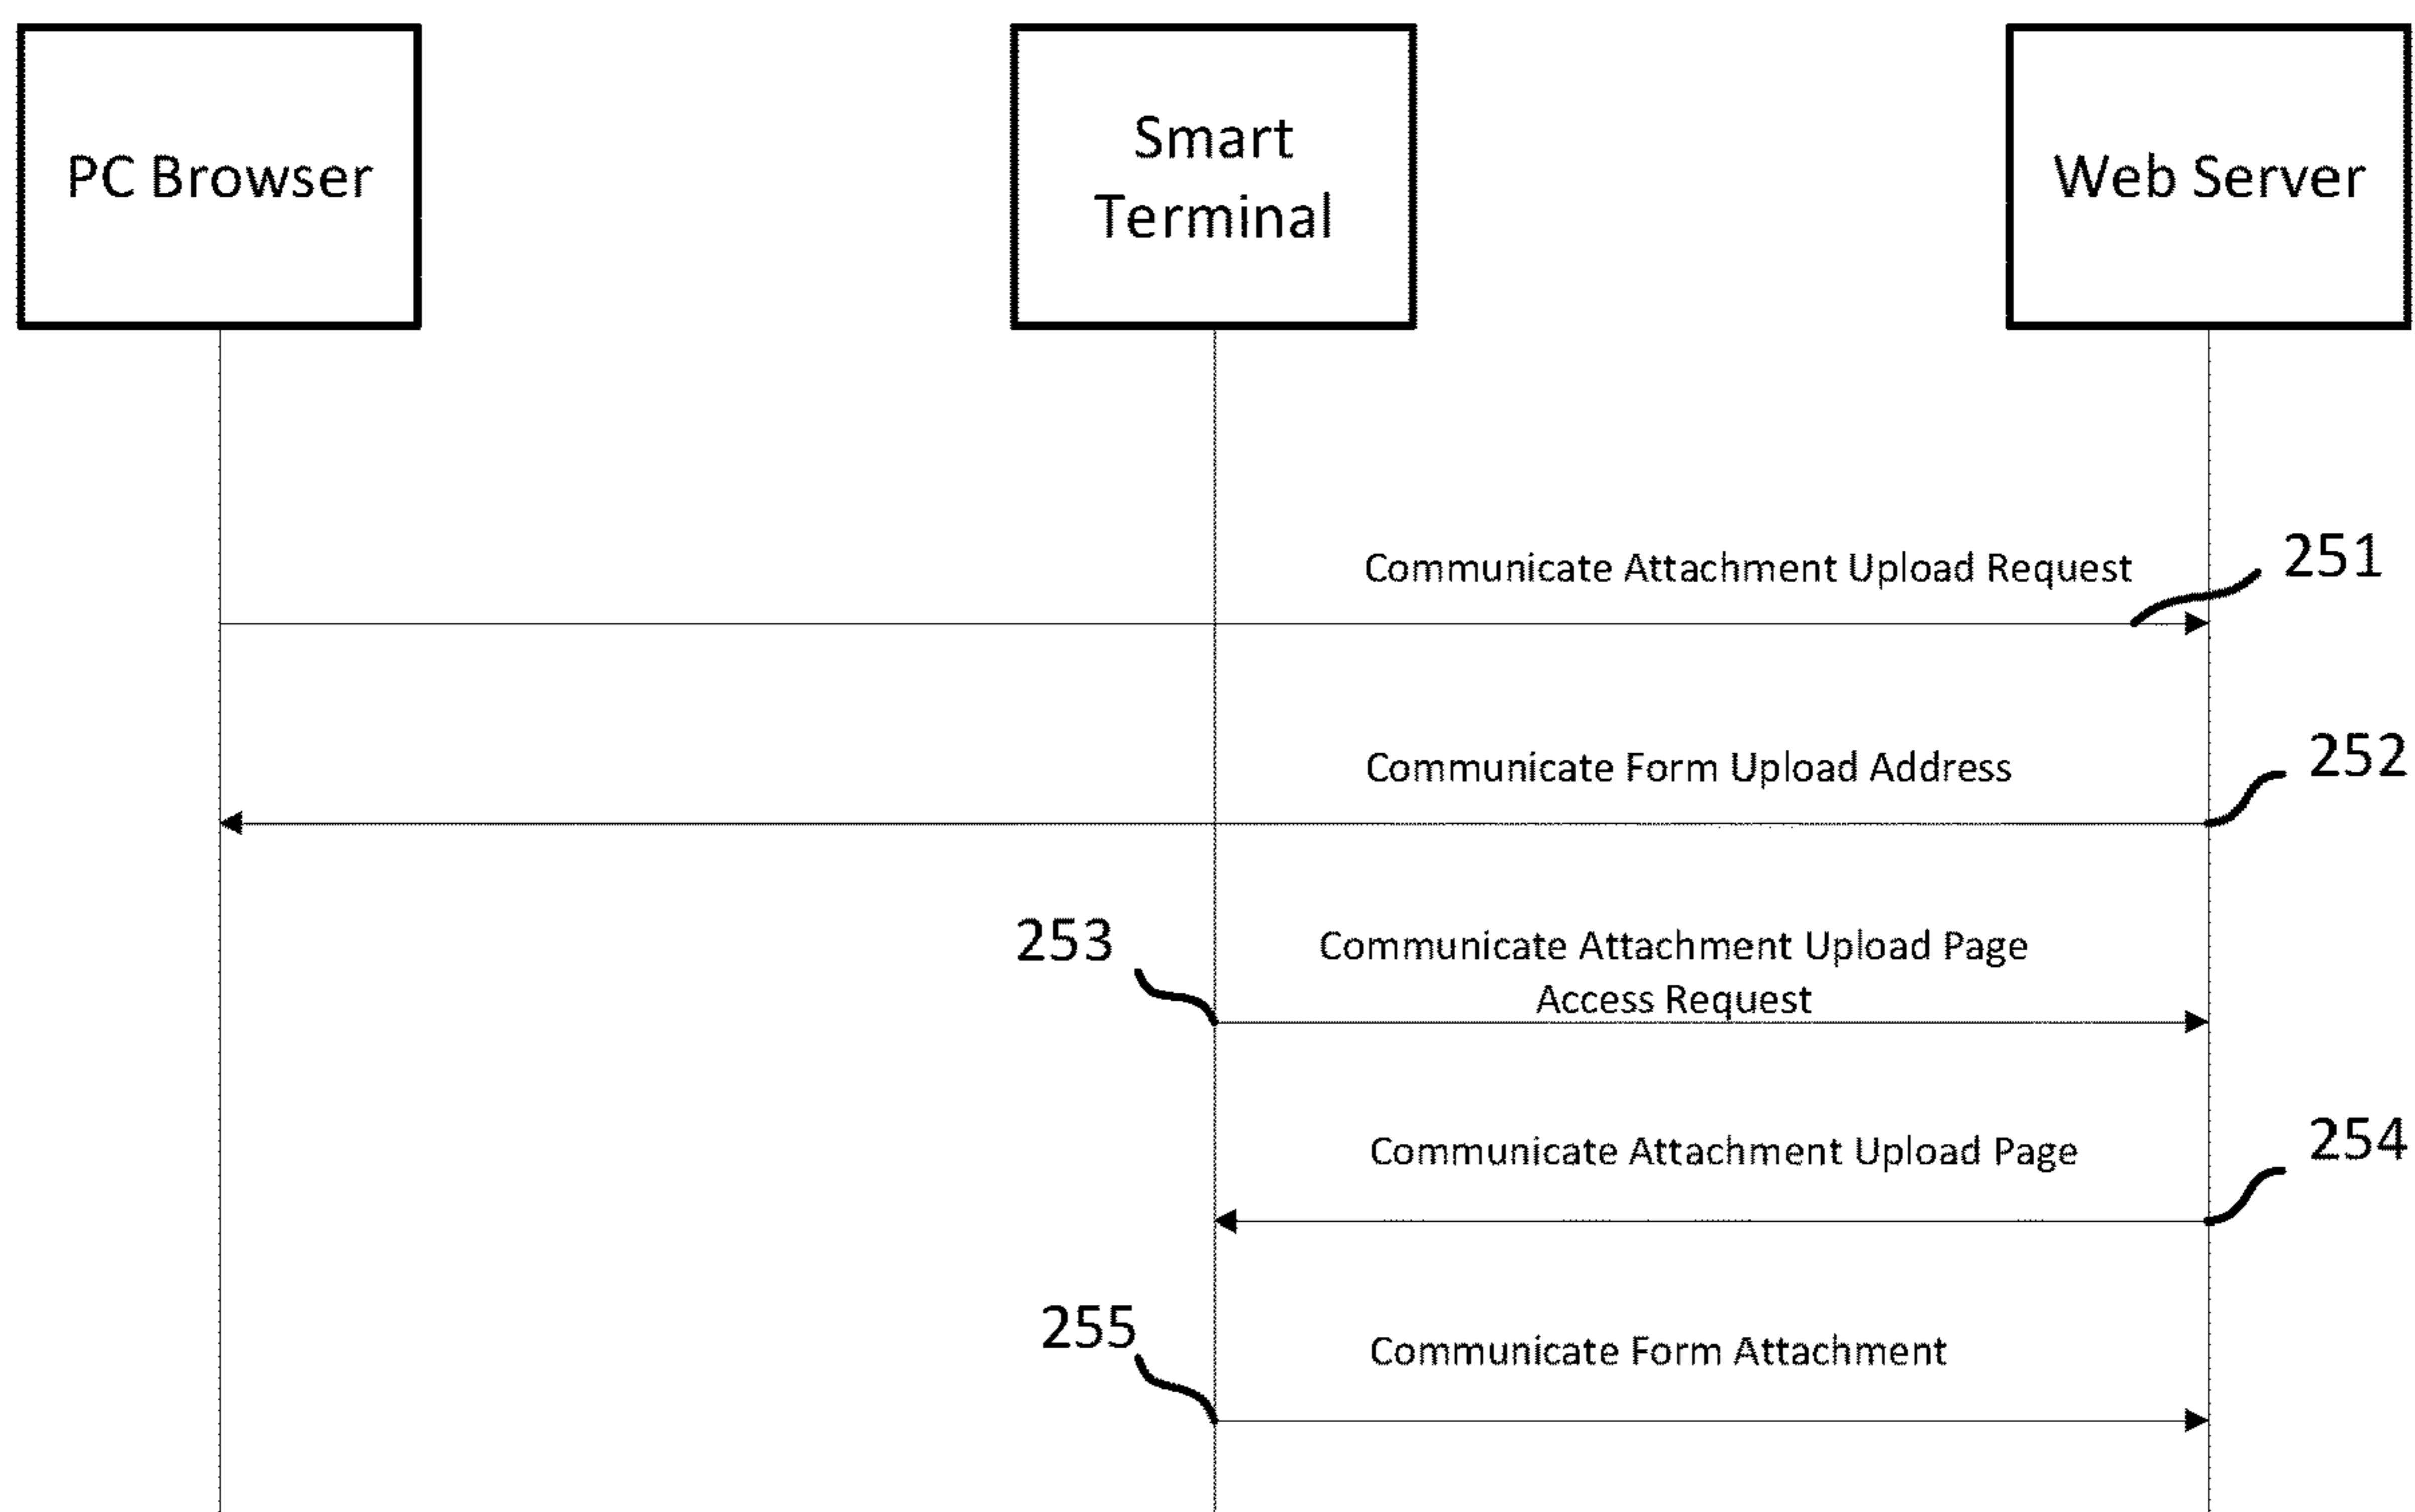 PC Browser
Smart
Terminal
Web Server
Communicate Attachment Upload Request
251
Communicate Form Upload Address
252
253
Communicate Attachment Upload Page
Access Request
Communicate Attachment Upload Page
254
255
Communicate Form Attachment